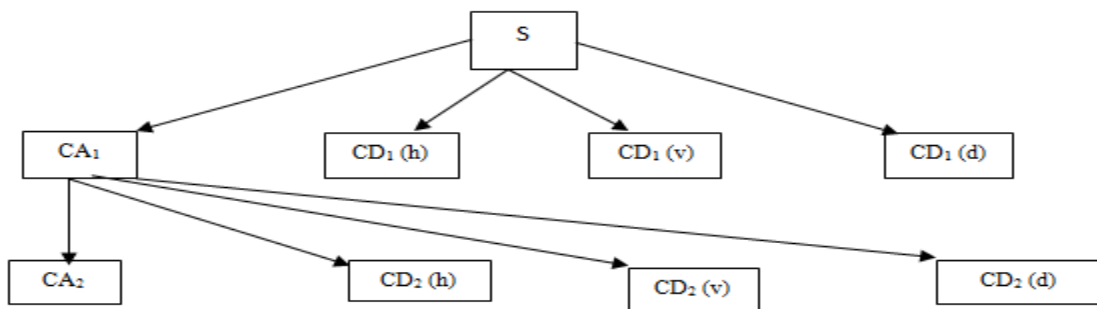 S
CA₁
CD₁ (h)
CD₁ (v)
CD₁ (d)
CA₂
CD₂ (h)
CD₂ (v)
CD₂ (d)